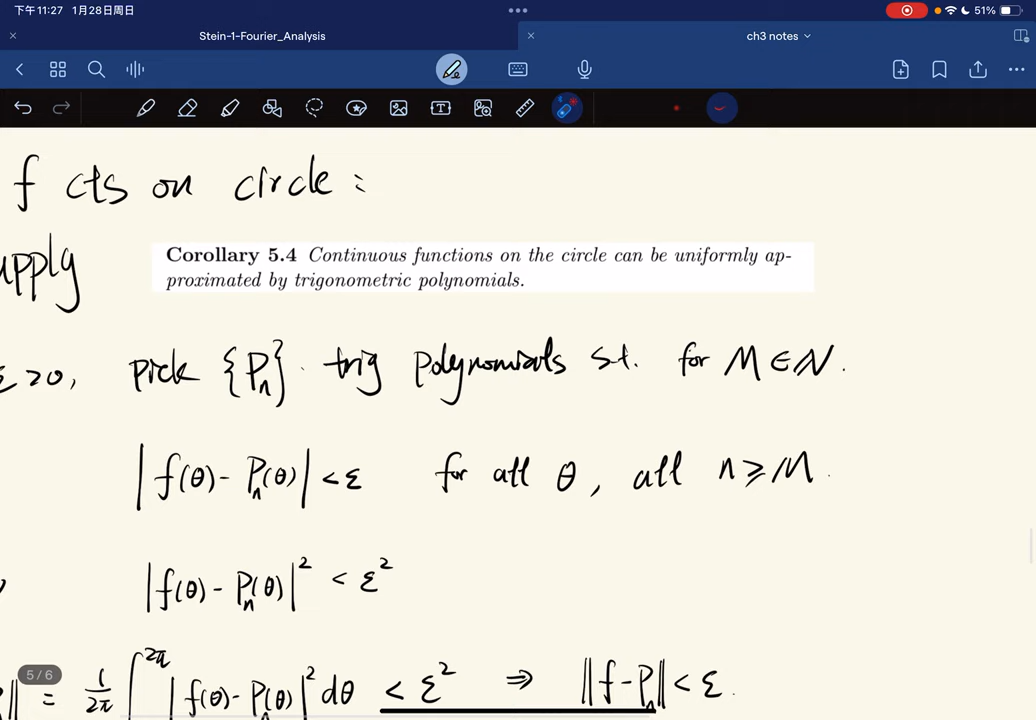 下午11:27 1月28日周日
51%
Stein-1-Fourier_Analysis
ch3 notes
f cts on circle :
Corollary 5.4 Continuous functions on the circle can be uniformly ap-
proximated by trigonometric polynomials.
ε > 0, pick {Pₙ} trig polynomials s.t. for M ∈ ℕ.
|f(θ) - Pₙ(θ)| < ε for all θ, all n ≥ M.
|f(θ) - Pₙ(θ)|² < ε²
5 / 6
|| = 1/2π ∫^2π |f(θ) - Pₙ(θ)|² dθ < ε² ⇒ ||f - Pₙ|| < ε.